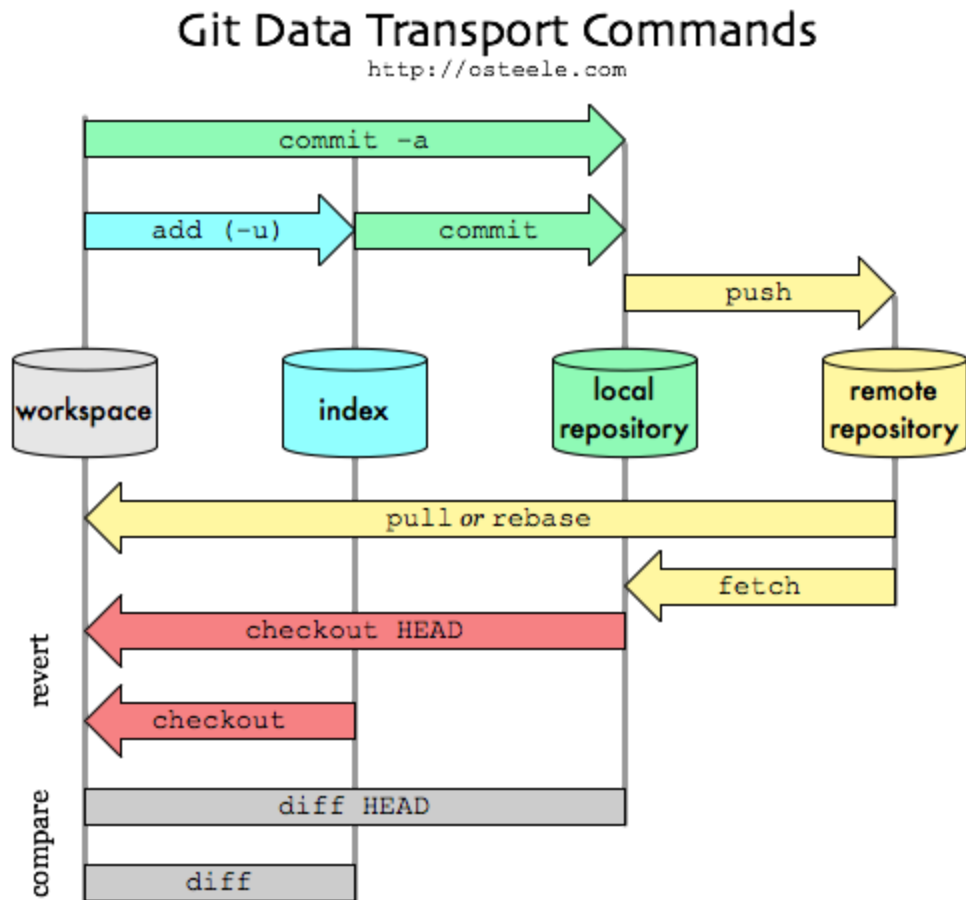 Git Data Transport Commands
http://osteele.com
commit -a
add (-u)
commit
push
workspace
index
local
repository
remote
repository
pull or rebase
fetch
revert
checkout HEAD
checkout
compare
diff HEAD
diff